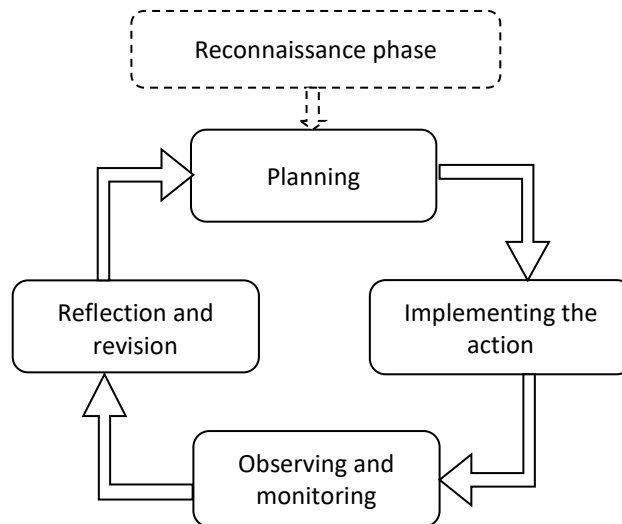 Reconnaissance phase
Planning
Implementing the
action
Observing and
monitoring
Reflection and
revision